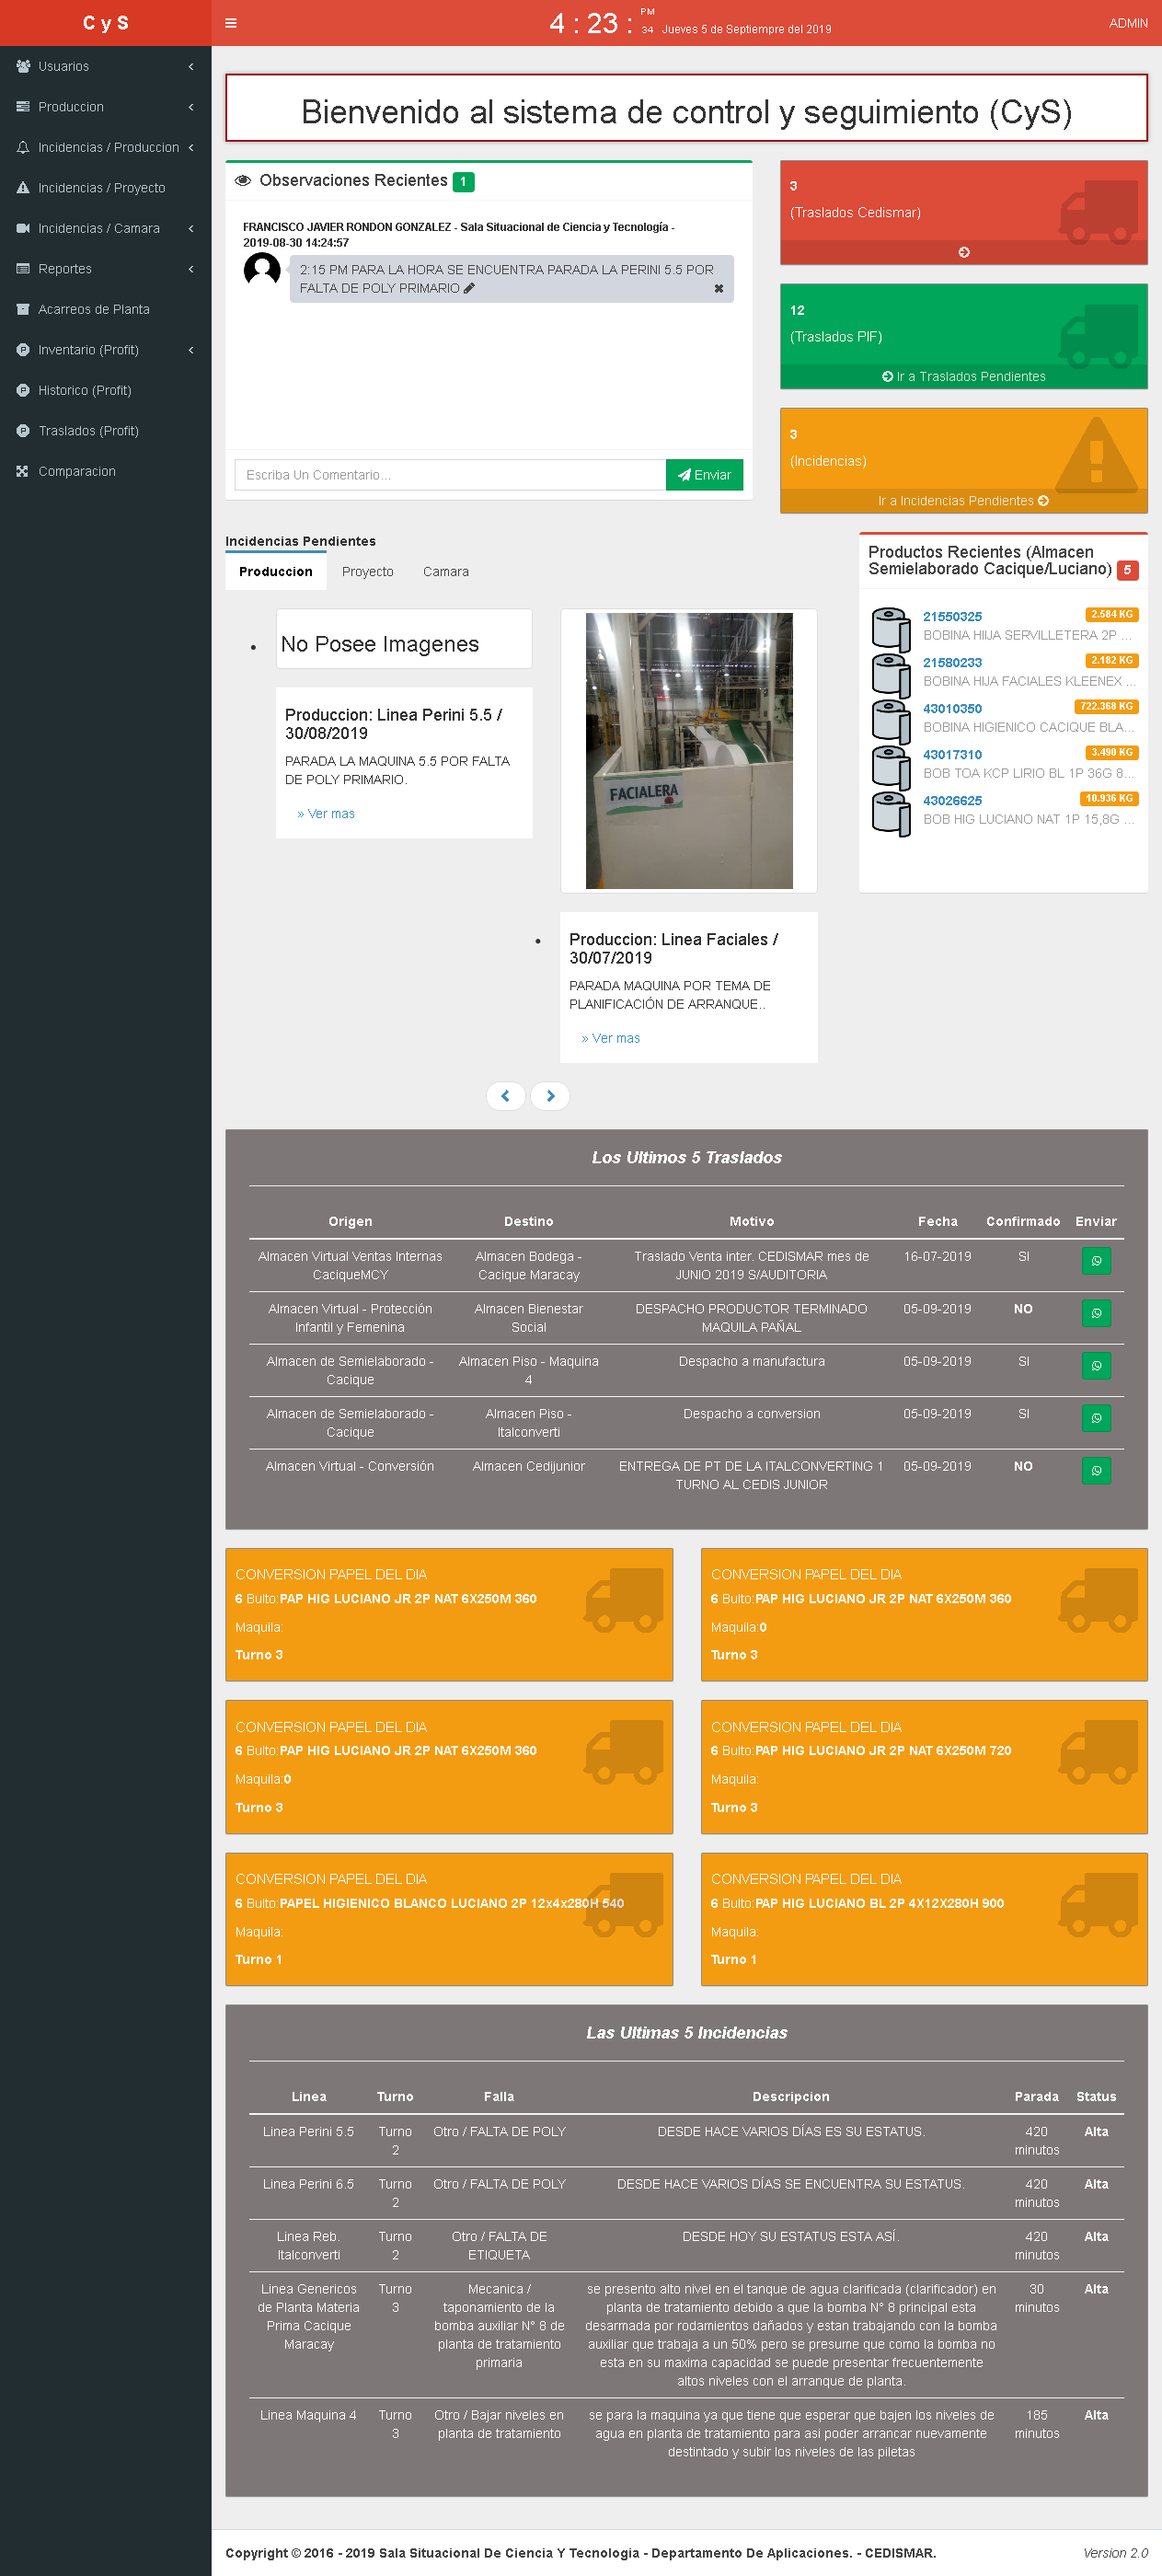 C y S
4 : 23 : PM 34 Jueves 5 de Septiempre del 2019
ADMIN
Usuarios
Produccion
Incidencias / Produccion
Incidencias / Proyecto
Incidencias / Camara
Reportes
Acarreos de Planta
Inventario (Profit)
Historico (Profit)
Traslados (Profit)
Comparacion
Bienvenido al sistema de control y seguimiento (CyS)
Observaciones Recientes 1
FRANCISCO JAVIER RONDON GONZALEZ - Sala Situacional de Ciencia y Tecnología -
2019-08-30 14:24:57
2:15 PM PARA LA HORA SE ENCUENTRA PARADA LA PERINI 5.5 POR
FALTA DE POLY PRIMARIO
Escriba Un Comentario...
Enviar
3
(Traslados Cedismar)
12
(Traslados PIF)
Ir a Traslados Pendientes
3
(Incidencias)
Ir a Incidencias Pendientes
Incidencias Pendientes
Produccion Proyecto Camara
No Posee Imagenes
Produccion: Linea Perini 5.5 /
30/08/2019
PARADA LA MAQUINA 5.5 POR FALTA
DE POLY PRIMARIO.
» Ver mas
FACIALERA
Produccion: Linea Faciales /
30/07/2019
PARADA MAQUINA POR TEMA DE
PLANIFICACIÓN DE ARRANQUE..
» Ver mas
Productos Recientes (Almacen
Semielaborado Cacique/Luciano) 5
21550325 2.584 KG
BOBINA HIIJA SERVILLETERA 2P ...
21580233 2.182 KG
BOBINA HIJA FACIALES KLEENEX ...
43010350 722.368 KG
BOBINA HIGIENICO CACIQUE BLA...
43017310 3.490 KG
BOB TOA KCP LIRIO BL 1P 36G 8...
43026625 10.936 KG
BOB HIG LUCIANO NAT 1P 15,8G ...
Los Ultimos 5 Traslados
Origen Destino Motivo Fecha Confirmado Enviar
Almacen Virtual Ventas Internas Almacen Bodega - Traslado Venta inter. CEDISMAR mes de 16-07-2019 SI
CaciqueMCY Cacique Maracay JUNIO 2019 S/AUDITORIA
Almacen Virtual - Protección Almacen Bienestar DESPACHO PRODUCTOR TERMINADO 05-09-2019 NO
Infantil y Femenina Social MAQUILA PAÑAL
Almacen de Semielaborado - Almacen Piso - Maquina Despacho a manufactura 05-09-2019 SI
Cacique 4
Almacen de Semielaborado - Almacen Piso - Despacho a conversion 05-09-2019 SI
Cacique Italconverti
Almacen Virtual - Conversión Almacen Cedijunior ENTREGA DE PT DE LA ITALCONVERTING 1 05-09-2019 NO
TURNO AL CEDIS JUNIOR
CONVERSION PAPEL DEL DIA
6 Bulto:PAP HIG LUCIANO JR 2P NAT 6X250M 360
Maquila:
Turno 3
CONVERSION PAPEL DEL DIA
6 Bulto:PAP HIG LUCIANO JR 2P NAT 6X250M 360
Maquila:0
Turno 3
CONVERSION PAPEL DEL DIA
6 Bulto:PAP HIG LUCIANO JR 2P NAT 6X250M 360
Maquila:0
Turno 3
CONVERSION PAPEL DEL DIA
6 Bulto:PAP HIG LUCIANO JR 2P NAT 6X250M 720
Maquila:
Turno 3
CONVERSION PAPEL DEL DIA
6 Bulto:PAPEL HIGIENICO BLANCO LUCIANO 2P 12x4x280H 540
Maquila:
Turno 1
CONVERSION PAPEL DEL DIA
6 Bulto:PAP HIG LUCIANO BL 2P 4X12X280H 900
Maquila:
Turno 1
Las Ultimas 5 Incidencias
Linea Turno Falla Descripcion Parada Status
Linea Perini 5.5 Turno Otro / FALTA DE POLY DESDE HACE VARIOS DÍAS ES SU ESTATUS. 420 Alta
2 minutos
Linea Perini 6.5 Turno Otro / FALTA DE POLY DESDE HACE VARIOS DÍAS SE ENCUENTRA SU ESTATUS. 420 Alta
2 minutos
Linea Reb. Turno Otro / FALTA DE DESDE HOY SU ESTATUS ESTA ASÍ. 420 Alta
Italconverti 2 ETIQUETA minutos
Linea Genericos Turno Mecanica / se presento alto nivel en el tanque de agua clarificada (clarificador) en 30 Alta
de Planta Materia 3 taponamiento de la planta de tratamiento debido a que la bomba N° 8 principal esta minutos
Prima Cacique bomba auxiliar N° 8 de desarmada por rodamientos dañados y estan trabajando con la bomba
Maracay planta de tratamiento auxiliar que trabaja a un 50% pero se presume que como la bomba no
primaria esta en su maxima capacidad se puede presentar frecuentemente
altos niveles con el arranque de planta.
Linea Maquina 4 Turno Otro / Bajar niveles en se para la maquina ya que tiene que esperar que bajen los niveles de 185 Alta
3 planta de tratamiento agua en planta de tratamiento para asi poder arrancar nuevamente minutos
destintado y subir los niveles de las piletas
Copyright © 2016 - 2019 Sala Situacional De Ciencia Y Tecnologia - Departamento De Aplicaciones. - CEDISMAR.
Version 2.0